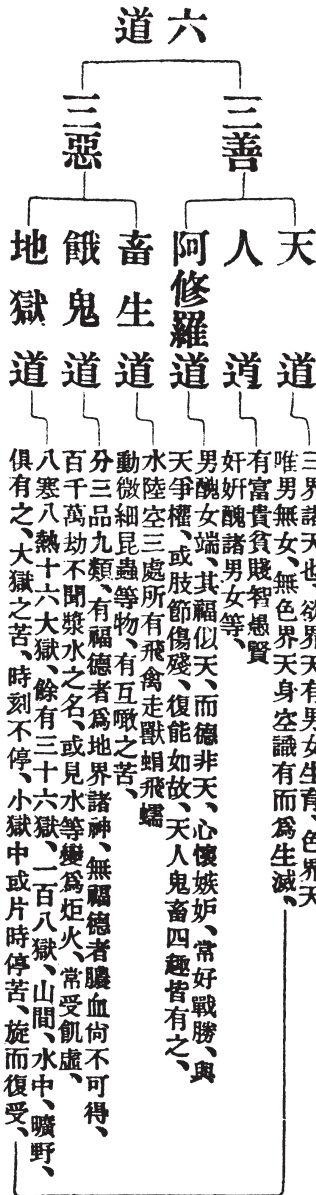 六道
三善
三惡
天道
人道
阿修羅道
畜生道
餓鬼道
地獄道
三界諸天也、欲界天有男女生育、色界天
唯男無女、無色界天身空識有而爲生滅、
有富貴貧賤智愚賢
奸姸醜諸男女等、
男醜女端、其福似天、而德非天、心懷嫉妒、常好戰勝、與
天爭權、或肢節傷殘、復能如故、天人鬼畜四趣皆有之、
水陸空三處所有飛禽走獸蜎飛蠕
動微細昆蟲等物、有互噉之苦、
分三品九類、有福德者爲地界諸神、無福德者膿血尙不可得、
百千萬劫不聞漿水之名、或見水等變爲炬火、常受飢虛、
八寒八熱十六大獄、餘有三十六獄、一百八獄、山間、水中、曠野、
俱有之、大獄之苦、時刻不停、小獄中或片時停苦、旋而復受、